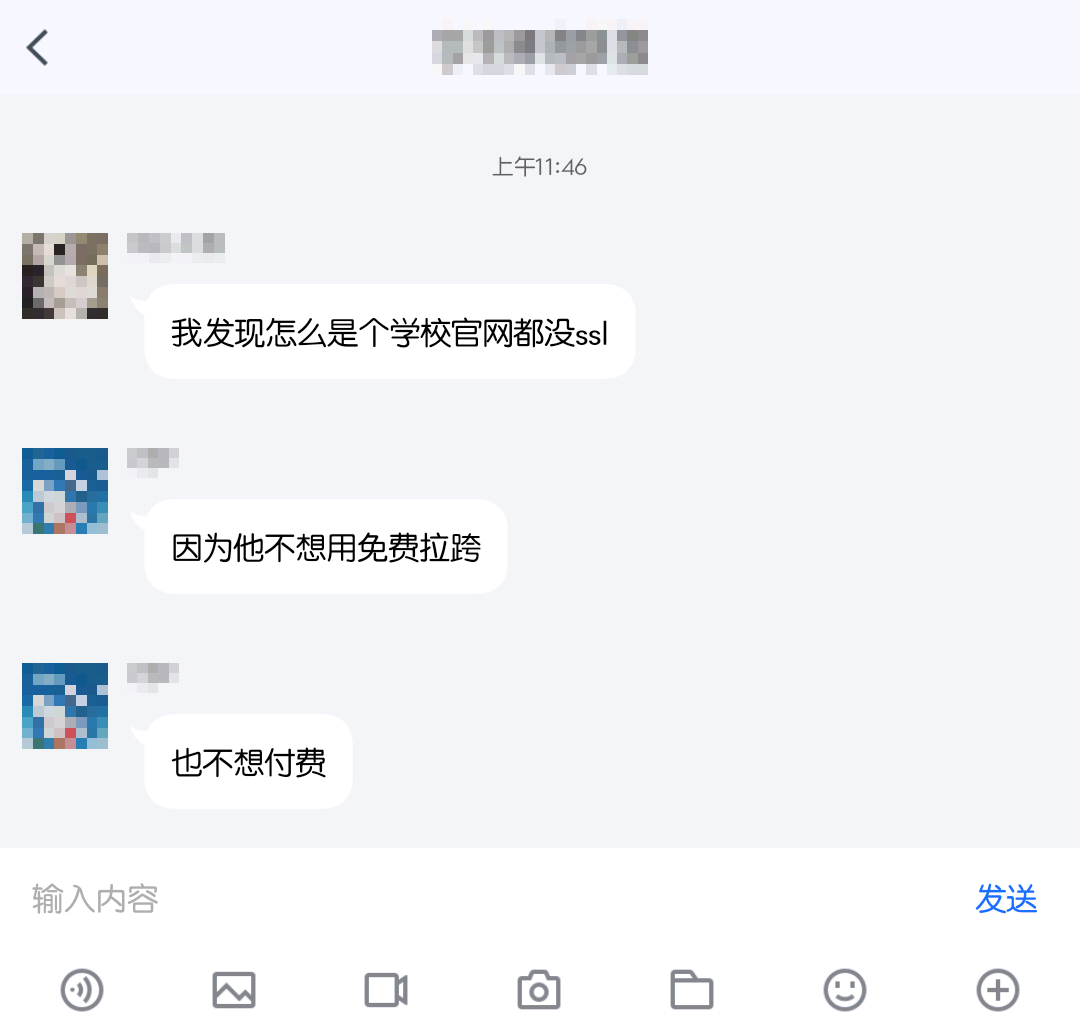 上午11:46
我发现怎么是个学校官网都没ssl
因为他不想用免费拉跨
也不想付费
输入内容
发送